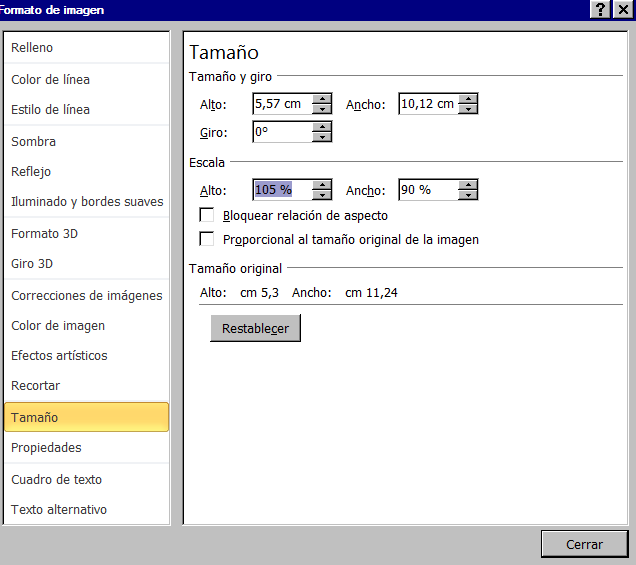 Formato de imagen
Relleno
Color de línea
Estilo de línea
Sombra
Reflejo
Iluminado y bordes suaves
Formato 3D
Giro 3D
Correcciones de imágenes
Color de imagen
Efectos artísticos
Recortar
Tamaño
Propiedades
Cuadro de texto
Texto alternativo
Tamaño
Tamaño y giro
Alto: 5,57 cm Ancho: 10,12 cm
Giro: 0º
Escala
Alto: 105 % Ancho: 90 %
Bloquear relación de aspecto
Proporcional al tamaño original de la imagen
Tamaño original
Alto: cm 5,3 Ancho: cm 11,24
Restablecer
Cerrar